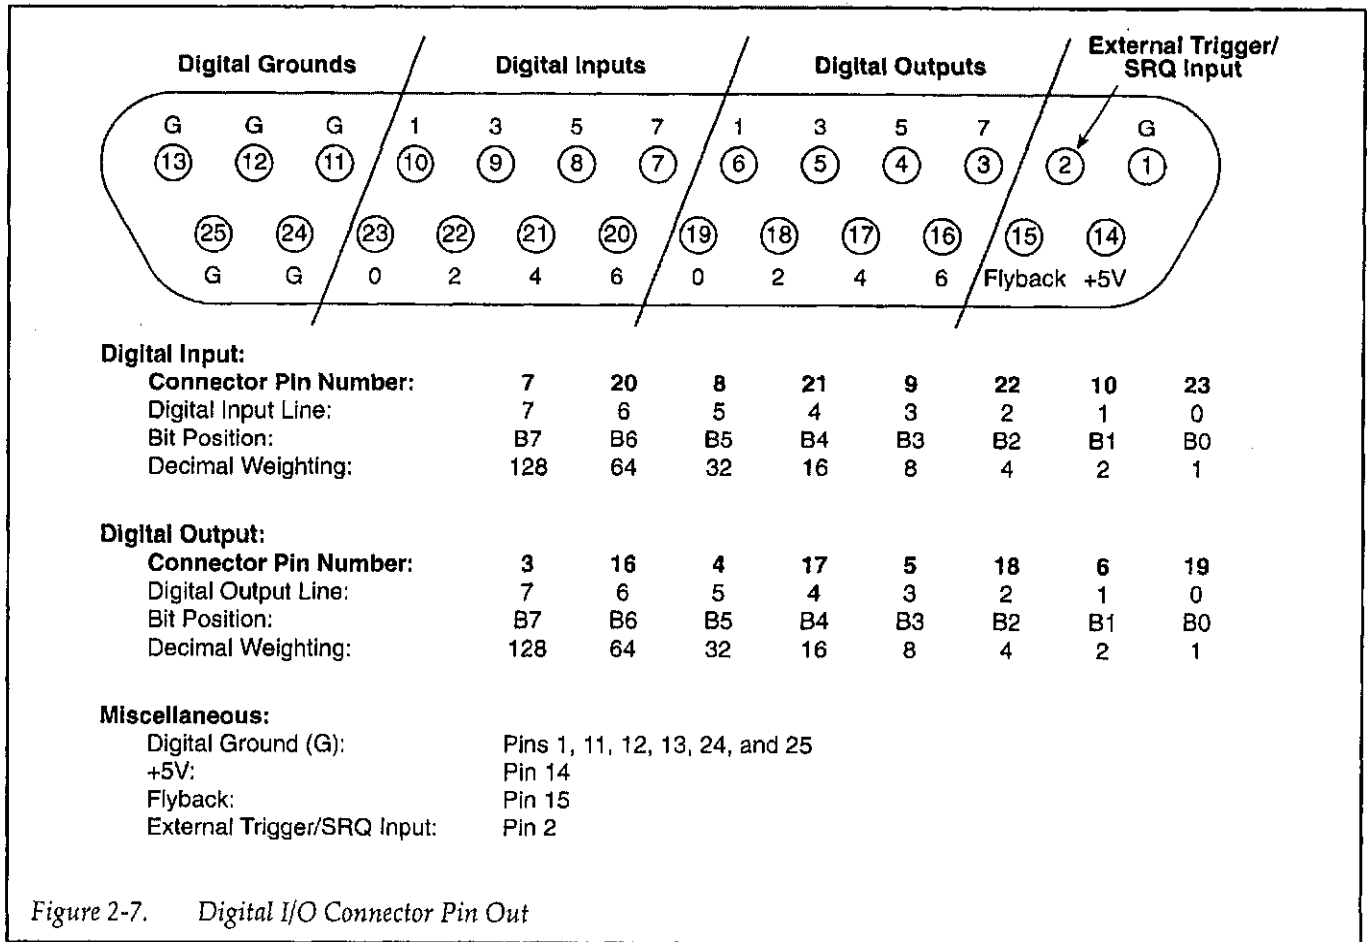 Digital Grounds Digital Inputs Digital Outputs External Trigger/
SRQ Input
G G G 1 3 5 7 1 3 5 7 G
13 12 11 10 9 8 7 6 5 4 3 2 1
25 24 23 22 21 20 19 18 17 16 15 14
G G 0 2 4 6 0 2 4 6 Flyback +5V
Digital Input:
Connector Pin Number: 7 20 8 21 9 22 10 23
Digital Input Line: 7 6 5 4 3 2 1 0
Bit Position: B7 B6 B5 B4 B3 B2 B1 B0
Decimal Weighting: 128 64 32 16 8 4 2 1
Digital Output:
Connector Pin Number: 3 16 4 17 5 18 6 19
Digital Output Line: 7 6 5 4 3 2 1 0
Bit Position: B7 B6 B5 B4 B3 B2 B1 B0
Decimal Weighting: 128 64 32 16 8 4 2 1
Miscellaneous:
Digital Ground (G): Pins 1, 11, 12, 13, 24, and 25
+5V: Pin 14
Flyback: Pin 15
External Trigger/SRQ Input: Pin 2
Figure 2-7. Digital I/O Connector Pin Out